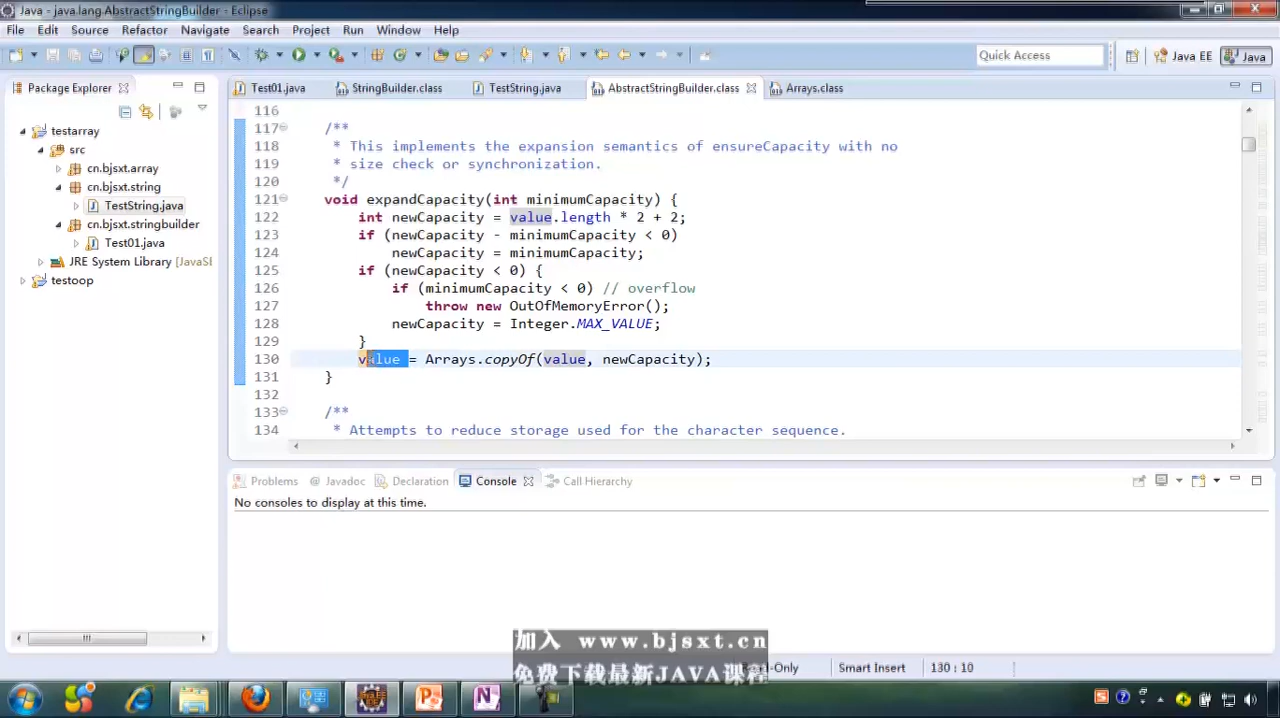 Java - java.lang.AbstractStringBuilder - Eclipse
File Edit Source Refactor Navigate Search Project Run Window Help
Quick Access
Java EE
Java
Package Explorer
Test01.java
StringBuilder.class
TestString.java
AbstractStringBuilder.class
Arrays.class
testarray
src
cn.bjsxt.array
cn.bjsxt.string
TestString.java
cn.bjsxt.stringbuilder
Test01.java
JRE System Library [JavaSE
testoop
116
117 /**
118 * This implements the expansion semantics of ensureCapacity with no
119 * size check or synchronization.
120 */
121 void expandCapacity(int minimumCapacity) {
122 int newCapacity = value.length * 2 + 2;
123 if (newCapacity - minimumCapacity < 0)
124 newCapacity = minimumCapacity;
125 if (newCapacity < 0) {
126 if (minimumCapacity < 0) // overflow
127 throw new OutOfMemoryError();
128 newCapacity = Integer.MAX_VALUE;
129 }
130 value = Arrays.copyOf(value, newCapacity);
131 }
132
133 /**
134 * Attempts to reduce storage used for the character sequence.
Problems @ Javadoc Declaration Console Call Hierarchy
No consoles to display at this time.
加入 www.bjsxt.cn
免费下载最新JAVA课程
Only Smart Insert 130 : 10